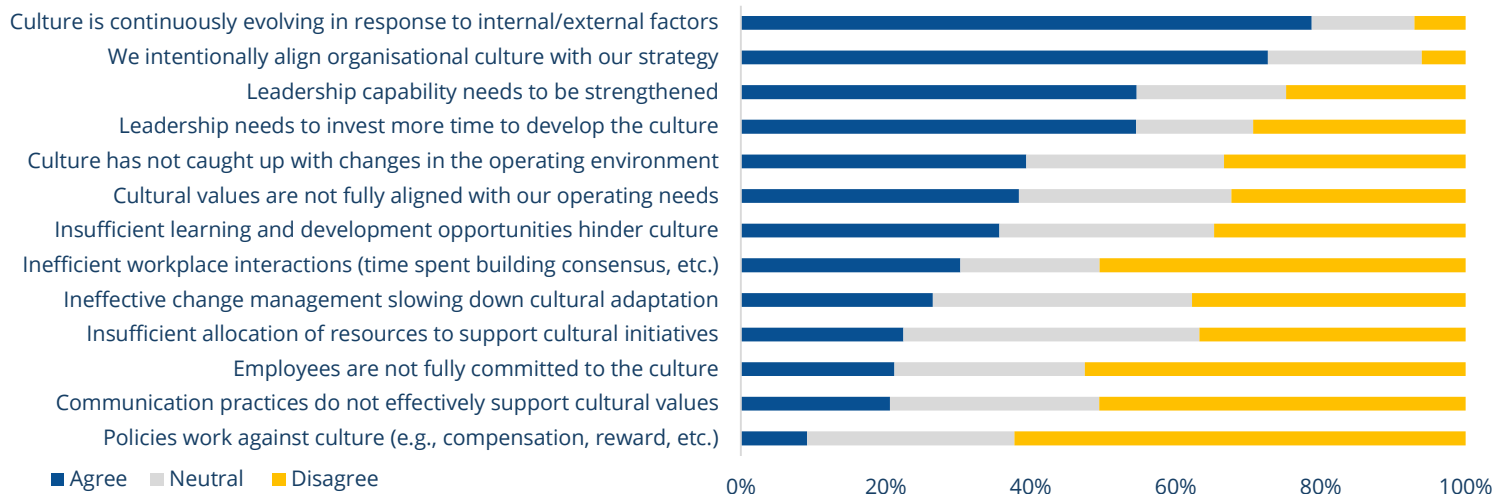 Culture is continuously evolving in response to internal/external factors
We intentionally align organisational culture with our strategy
Leadership capability needs to be strengthened
Leadership needs to invest more time to develop the culture
Culture has not caught up with changes in the operating environment
Cultural values are not fully aligned with our operating needs
Insufficient learning and development opportunities hinder culture
Inefficient workplace interactions (time spent building consensus, etc.)
Ineffective change management slowing down cultural adaptation
Insufficient allocation of resources to support cultural initiatives
Employees are not fully committed to the culture
Communication practices do not effectively support cultural values
Policies work against culture (e.g., compensation, reward, etc.)
Agree Neutral Disagree
0% 20% 40% 60% 80% 100%